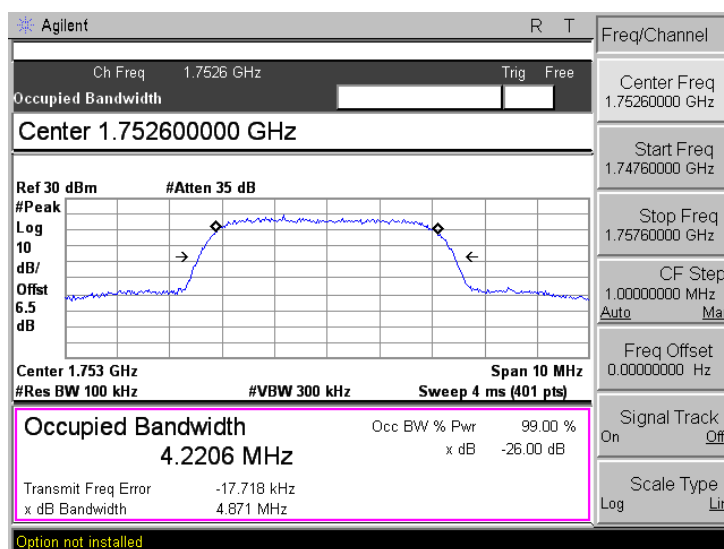 Agilent R T
Ch Freq 1.7526 GHz Trig Free
Occupied Bandwidth
Center 1.752600000 GHz
Ref 30 dBm #Atten 35 dB
#Peak
Log
10
dB/
Offst
6.5
dB
Center 1.753 GHz Span 10 MHz
#Res BW 100 kHz #VBW 300 kHz Sweep 4 ms (401 pts)
Occupied Bandwidth Occ BW % Pwr 99.00 %
4.2206 MHz x dB -26.00 dB
Transmit Freq Error -17.718 kHz
x dB Bandwidth 4.871 MHz
Option not installed
Freq/Channel
Center Freq
1.75260000 GHz
Start Freq
1.74760000 GHz
Stop Freq
1.75760000 GHz
CF Step
1.00000000 MHz
Auto Ma
Freq Offset
0.00000000 Hz
Signal Track
On Off
Scale Type
Log Lin